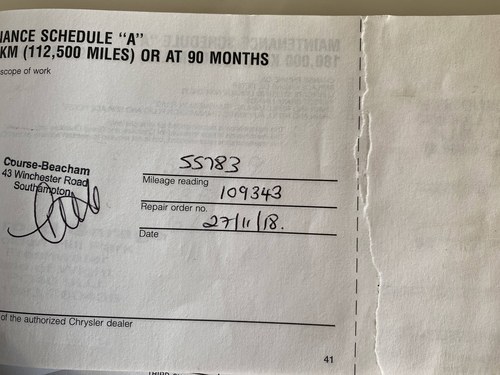 NANCE SCHEDULE "A"
KM (112,500 MILES) OR AT 90 MONTHS
scope of work
Course-Beacham
43 Winchester Road
Southampton
55783
Mileage reading
109343
Repair order no.
27/11/18.
Date
of the authorized Chrysler dealer
41